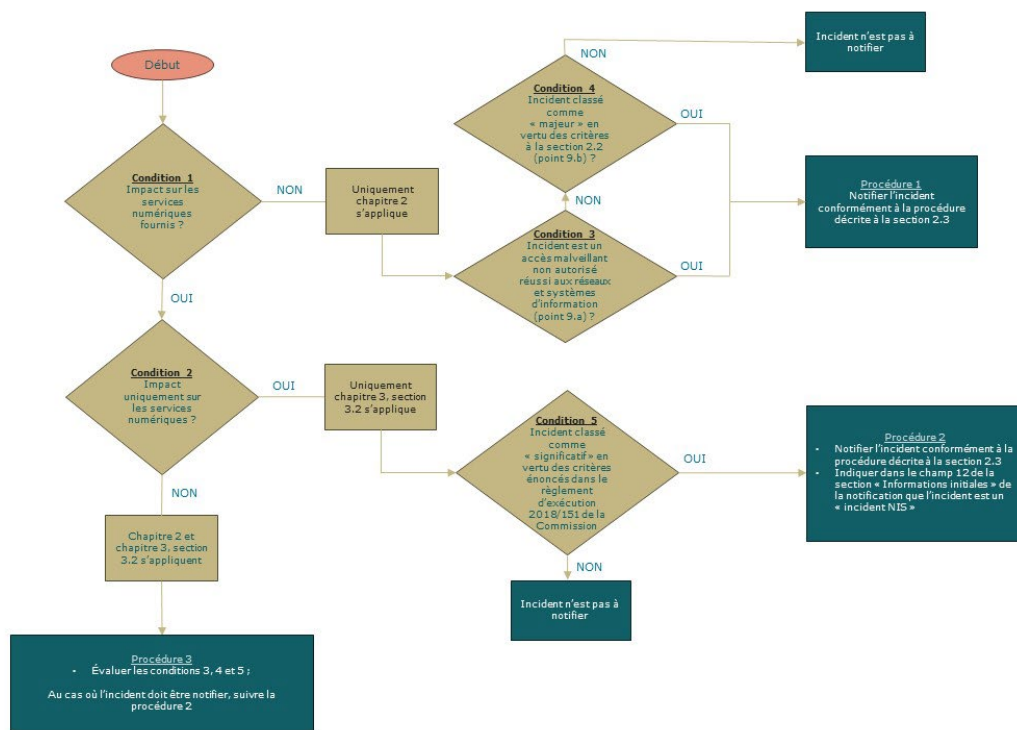 Début
Condition 1
Impact sur les
services
numériques
fournis ?
NON
Uniquement
chapitre 2
s’applique
Condition 4
Incident classé
comme
« majeur » en
vertu des critères
à la section 2.2
(point 9.b) ?
NON
Incident n’est pas à
notifier
OUI
NON
Condition 3
Incident est un
accès malveillant
non autorisé
réussi aux réseaux
et systèmes
d’information
(point 9.a) ?
OUI
Procédure 1
Notifier l’incident
conformément à la procédure
décrite à la section 2.3
OUI
Condition 2
Impact
uniquement sur
les services
numériques ?
OUI
Uniquement
chapitre 3, section
3.2 s’applique
Condition 5
Incident classé
comme
« significatif » en
vertu des critères
énoncés dans le
règlement
d’exécution
2018/151 de la
Commission
OUI
Procédure 2
- Notifier l’incident conformément à la
procédure décrite à la section 2.3
- Indiquer dans le champ 12 de la
section « Informations initiales » de
la notification que l’incident est un
« incident NIS »
NON
Incident n’est pas à
notifier
NON
Chapitre 2 et
chapitre 3, section
3.2 s’appliquent
Procédure 3
- Évaluer les conditions 3, 4 et 5 ;
Au cas où l’incident doit être notifier, suivre la
procédure 2